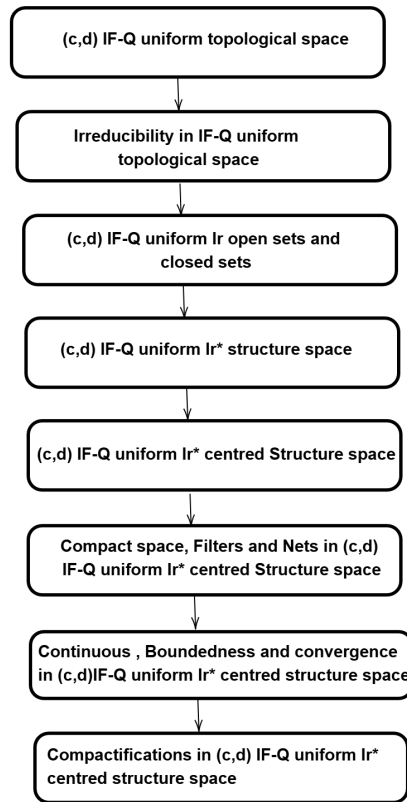 (c,d) IF-Q uniform topological space
Irreducibility in IF-Q uniform
topological space
(c,d) IF-Q uniform Ir open sets and
closed sets
(c,d) IF-Q uniform Ir* structure space
(c,d) IF-Q uniform Ir* centred Structure space
Compact space, Filters and Nets in (c,d)
IF-Q uniform Ir* centred Structure space
Continuous , Boundedness and convergence
in (c,d)IF-Q uniform Ir* centred structure space
Compactifications in (c,d) IF-Q uniform Ir*
centred structure space